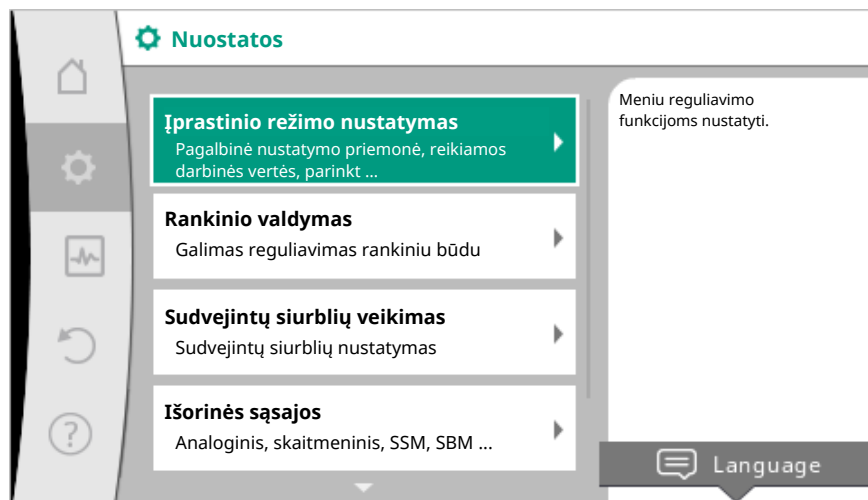 Nuostatos
Įprastinio režimo nustatymas
Pagalbinė nustatymo priemonė, reikiamos
darbinės vertės, parinkt ...
Rankinio valdymas
Galimas reguliavimas rankiniu būdu
Sudvejintų siurblių veikimas
Sudvejintų siurblių nustatymas
Išorinės sąsajos
Analoginis, skaitmeninis, SSM, SBM ...
Meniu reguliavimo
funkcijoms nustatyti.
?
Language